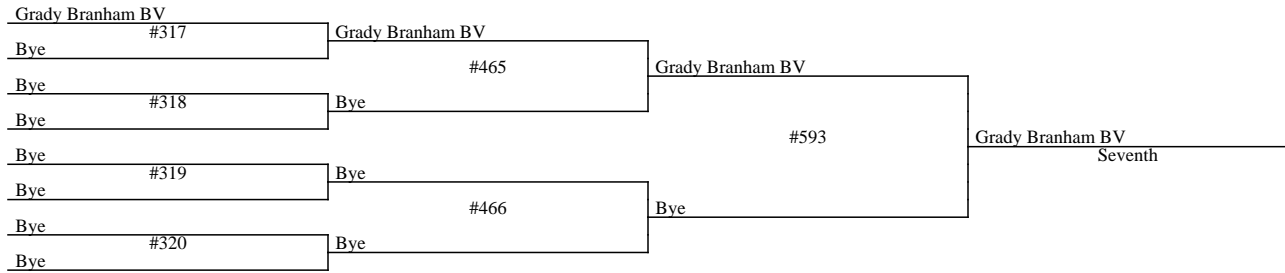 Grady Branham BV
#317
Bye
Bye
#318
Bye
Bye
#319
Bye
Bye
#320
Bye
Grady Branham BV
#465
Bye
Bye
#466
Bye
Grady Branham BV
#593
Bye
Grady Branham BV
Seventh